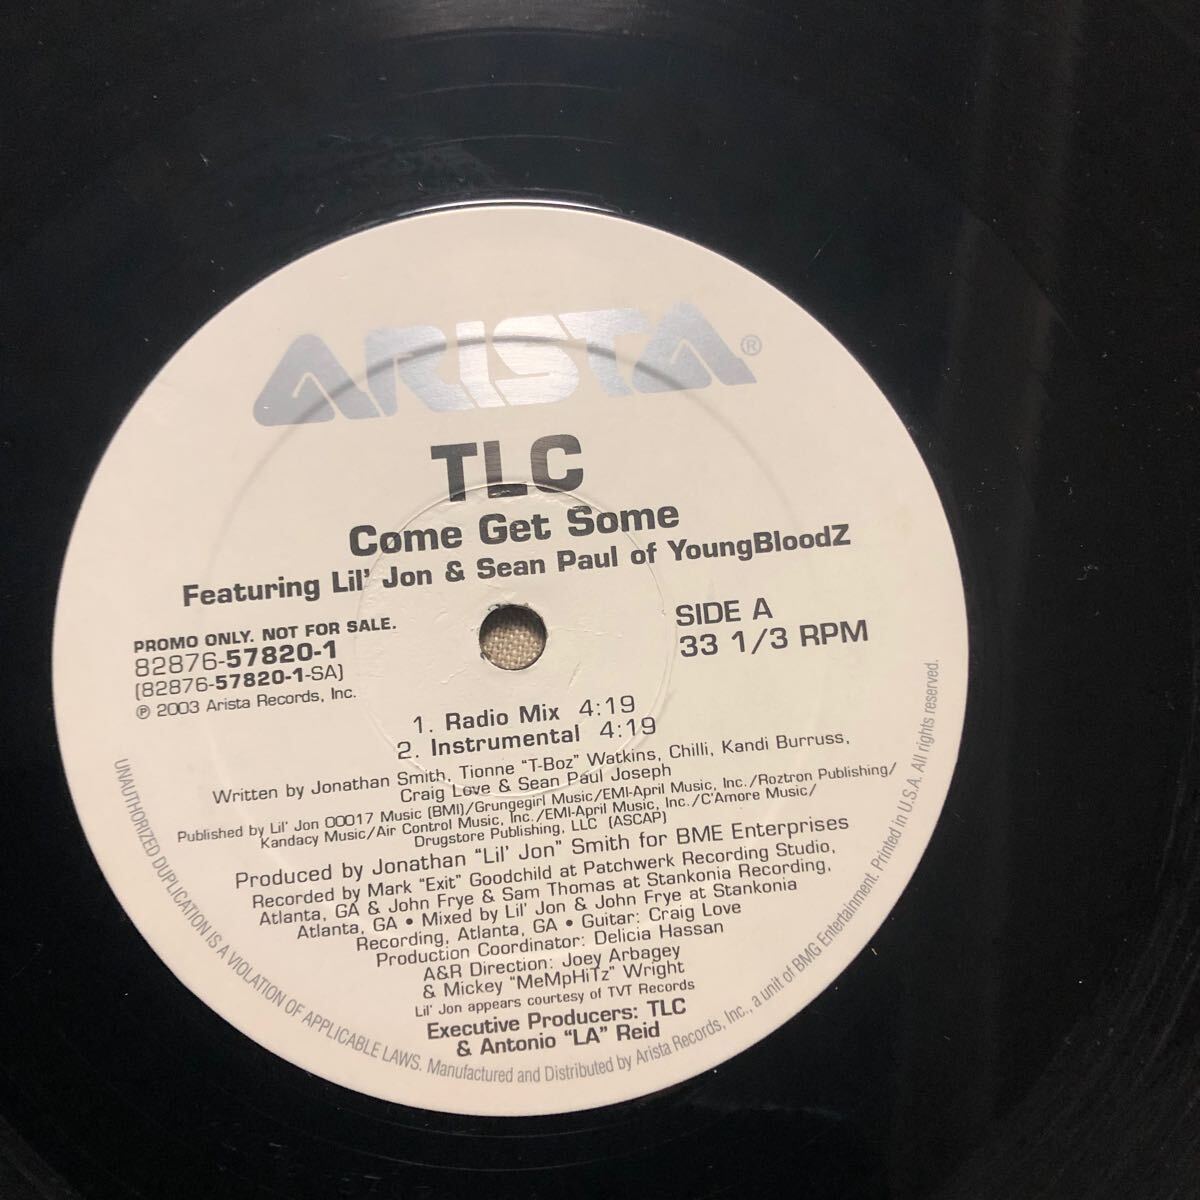 ARISTA®
TLC
Come Get Some
Featuring Lil' Jon & Sean Paul of YoungBloodZ
PROMO ONLY. NOT FOR SALE.
82876-57820-1
(82876-57820-1-SA)
℗ 2003 Arista Records, Inc.
SIDE A
33 1/3 RPM
1. Radio Mix 4:19
2. Instrumental 4:19
Written by Jonathan Smith, Tionne "T-Boz" Watkins, Chilli, Kandi Burruss,
Craig Love & Sean Paul Joseph
Published by Lil' Jon 00017 Music (BMI)/Grungegirl Music/EMI-April Music, Inc./Roztron Publishing/
Kandacy Music/Air Control Music, Inc./EMI-April Music, Inc./C'Amore Music/
Drugstore Publishing, LLC (ASCAP)
Produced by Jonathan "Lil' Jon" Smith for BME Enterprises
Recorded by Mark "Exit" Goodchild at Patchwerk Recording Studio,
Atlanta, GA & John Frye & Sam Thomas at Stankonia Recording,
Atlanta, GA • Mixed by Lil' Jon & John Frye at Stankonia
Recording, Atlanta, GA • Guitar: Craig Love
Production Coordinator: Delicia Hassan
A&R Direction: Joey Arbagey
& Mickey "MeMpHiTz" Wright
Lil' Jon appears courtesy of TVT Records
Executive Producers: TLC
& Antonio "LA" Reid
UNAUTHORIZED DUPLICATION IS A VIOLATION OF APPLICABLE LAWS. Manufactured and Distributed by Arista Records, Inc., a unit of BMG Entertainment. Printed in U.S.A. All rights reserved.